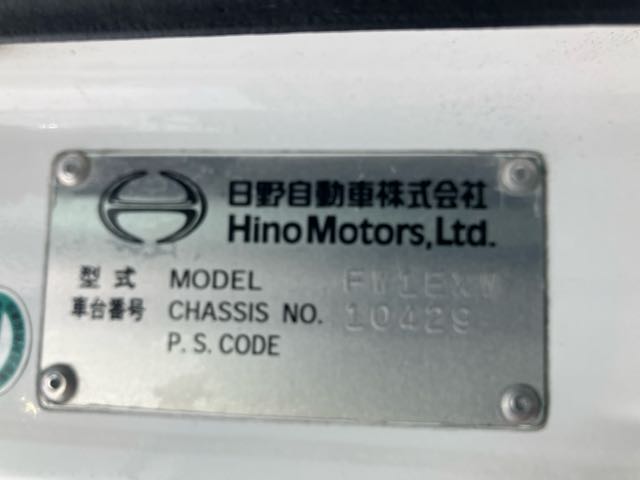 日野自動車株式会社
Hino Motors, Ltd.
型式 MODEL FW1EXW
車台番号 CHASSIS NO. 10429
P. S. CODE